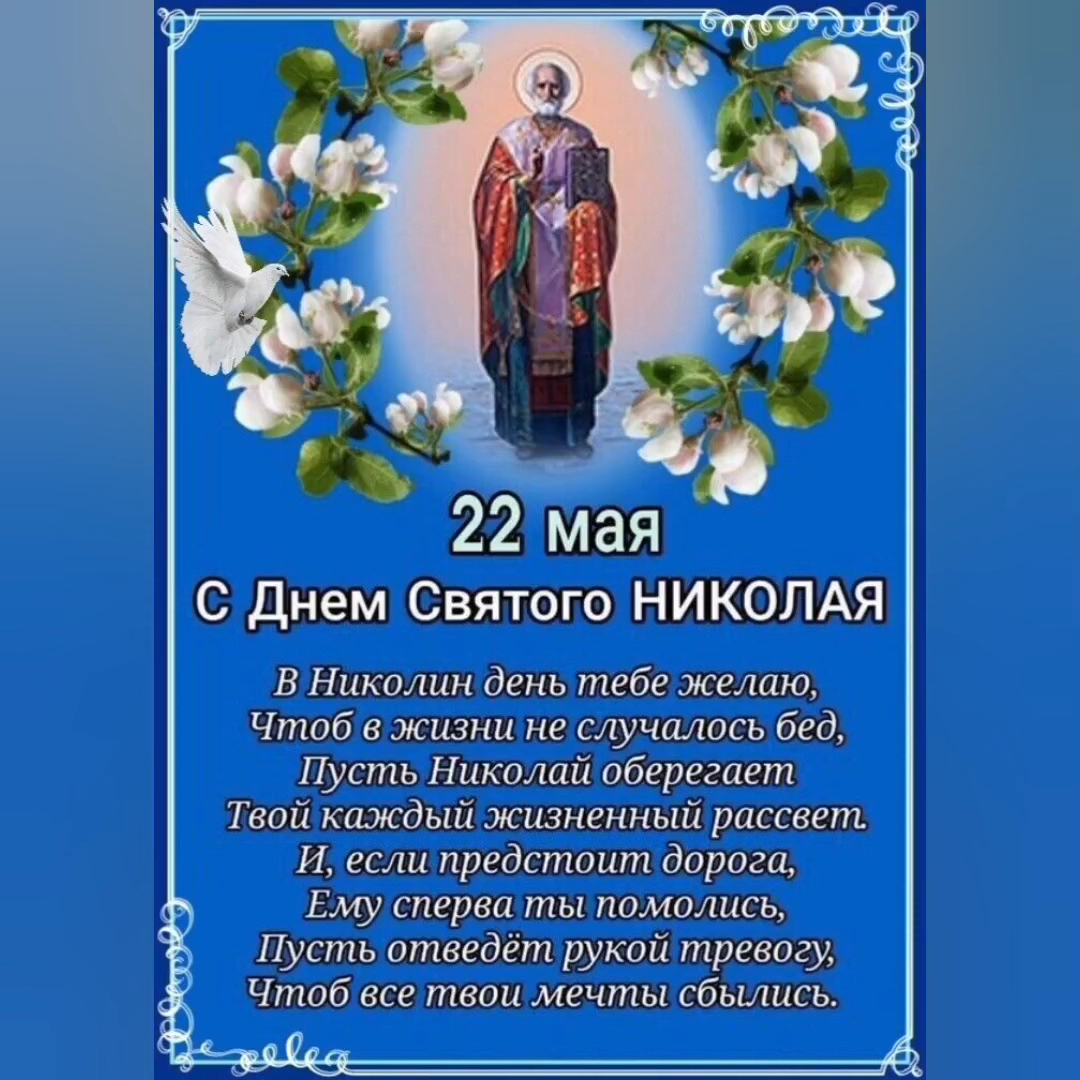 22 мая
С Днем Святого НИКОЛАЯ
В Николин день тебе желаю,
Чтоб в жизни не случалось бед,
Пусть Николай оберегает
Твой каждый жизненный рассвет.
И, если предстоит дорога,
Ему сперва ты помолись,
Пусть отведёт рукой тревогу,
Чтоб все твои мечты сбылись.